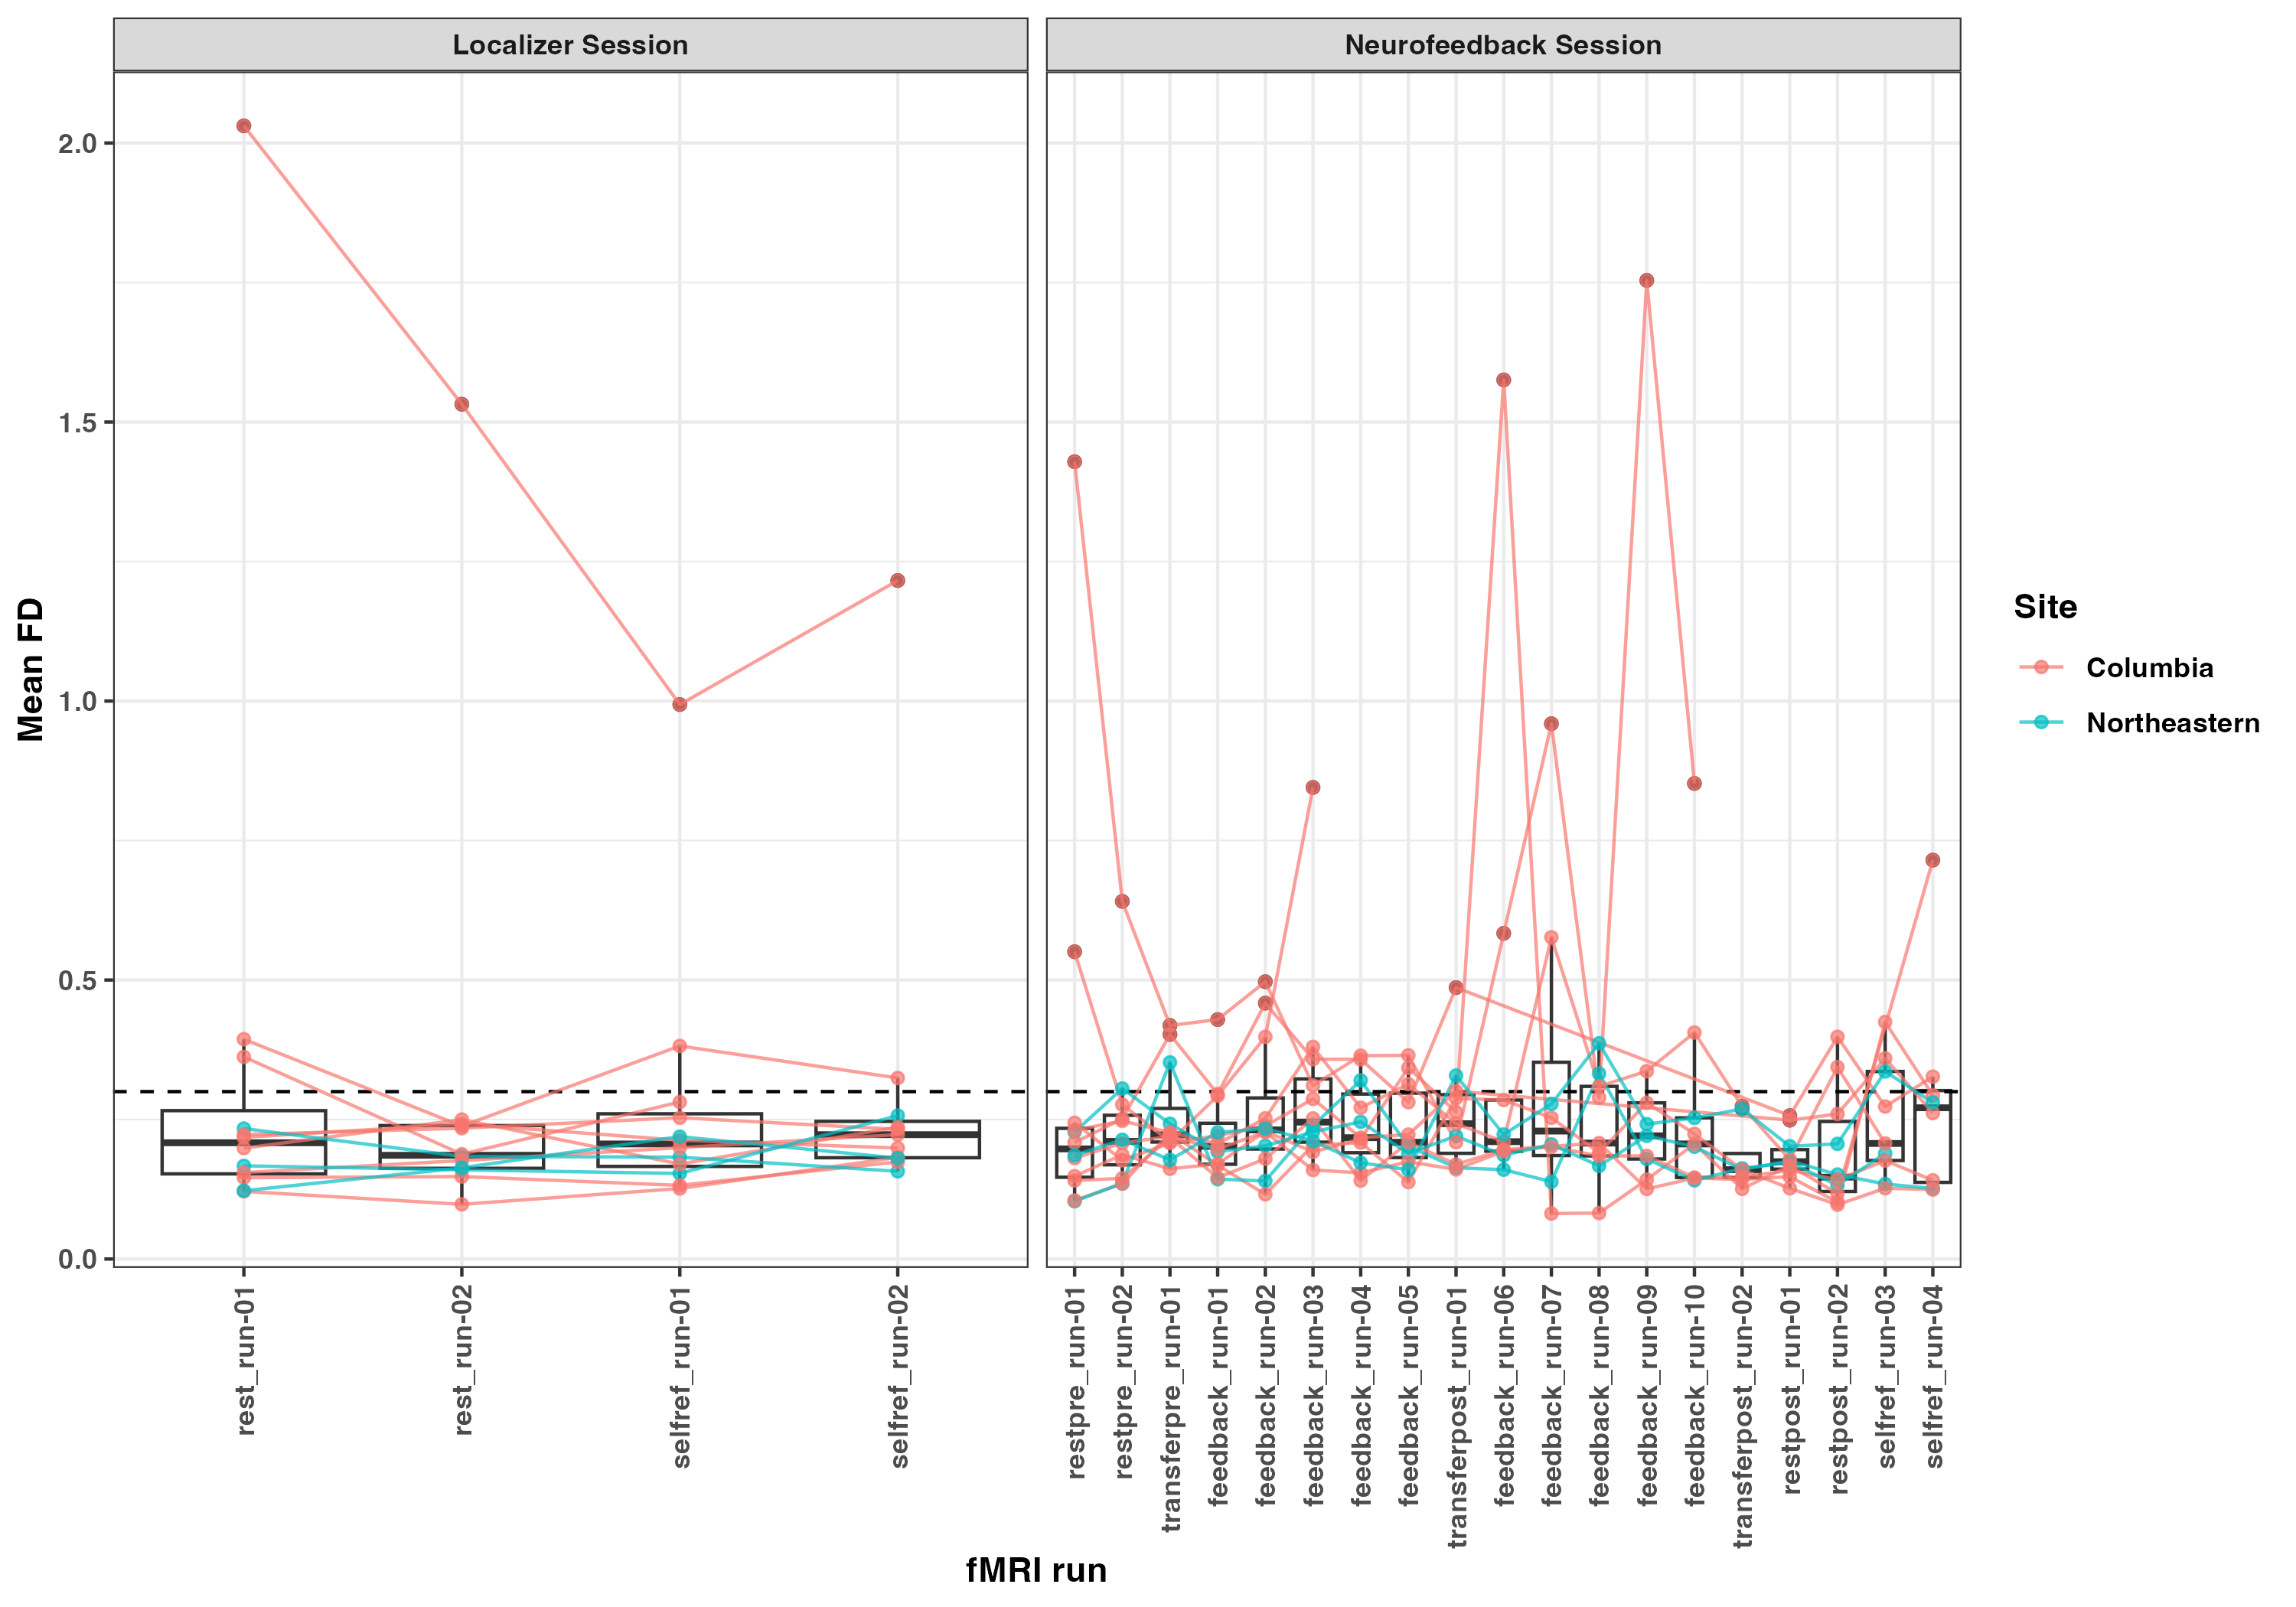 Localizer Session
Neurofeedback Session
2.0
1.5
1.0
0.5
0.0
Mean FD
rest_run-01
rest_run-02
selfref_run-01
selfref_run-02
restpre_run-01
restpre_run-02
transferpre_run-01
feedback_run-01
feedback_run-02
feedback_run-03
feedback_run-04
feedback_run-05
transferpost_run-01
feedback_run-06
feedback_run-07
feedback_run-08
feedback_run-09
feedback_run-10
transferpost_run-02
restpost_run-01
restpost_run-02
selfref_run-03
selfref_run-04
fMRI run
Site
Columbia
Northeastern